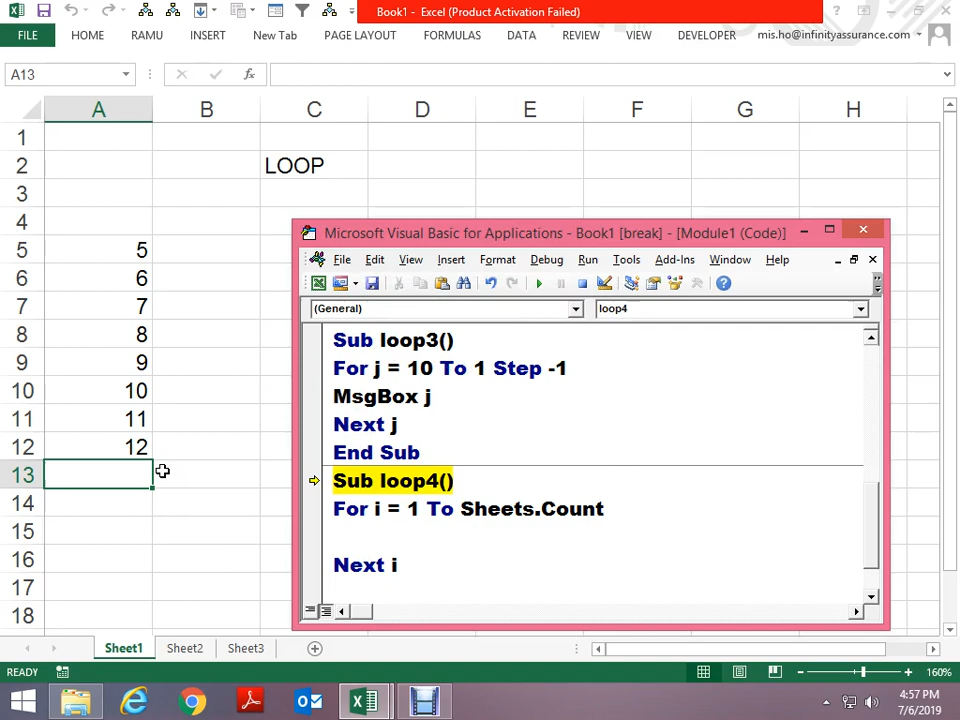 Book1 - Excel (Product Activation Failed)
FILE HOME RAMU INSERT New Tab PAGE LAYOUT FORMULAS DATA REVIEW VIEW DEVELOPER mis.ho@infinityassurance.com
A13 fx
A B C D E F G H
1
2 LOOP
3
4
5 5
6 6
7 7
8 8
9 9
10 10
11 11
12 12
13
14
15
16
17
18
Microsoft Visual Basic for Applications - Book1 [break] - [Module1 (Code)]
File Edit View Insert Format Debug Run Tools Add-Ins Window Help
(General) loop4
Sub loop3()
For j = 10 To 1 Step -1
MsgBox j
Next j
End Sub
Sub loop4()
For i = 1 To Sheets.Count
Next i
Sheet1 Sheet2 Sheet3
READY 160%
4:57 PM
7/6/2019